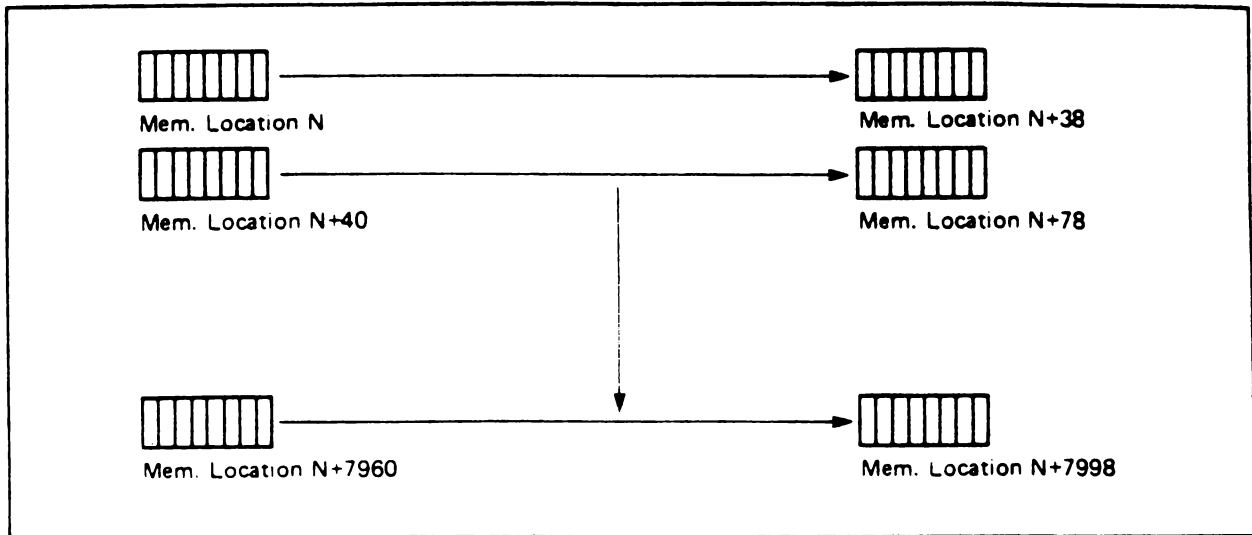 Mem. Location N
Mem. Location N+38
Mem. Location N+40
Mem. Location N+78
Mem. Location N+7960
Mem. Location N+7998